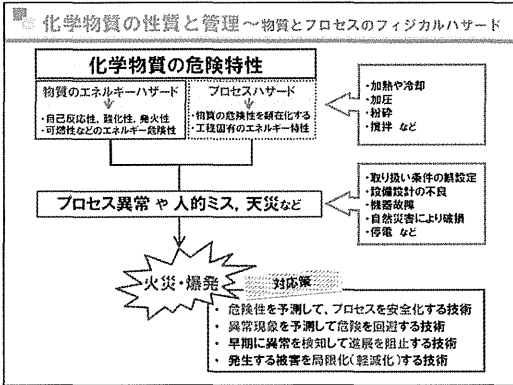 化学物質の性質と管理～物質とプロセスのフィジカルハザード
化学物質の危険特性
物質のエネルギーハザード
・自己反応性, 酸化性, 発火性
・可燃性などのエネルギー危険性
プロセスハザード
・物質の危険性を顕在化する
・工程固有のエネルギー特性
・加熱や冷却
・加圧
・粉砕
・撹拌 など
プロセス異常 や 人的ミス, 天災など
・取り扱い条件の誤設定
・設備設計の不良
・機器故障
・自然災害により破損
・停電 など
火災・爆発
対応策
・ 危険性を予測して、プロセスを安全化する技術
・ 異常現象を予測して危険を回避する技術
・ 早期に異常を検知して進展を阻止する技術
・ 発生する被害を局限化(軽減化)する技術